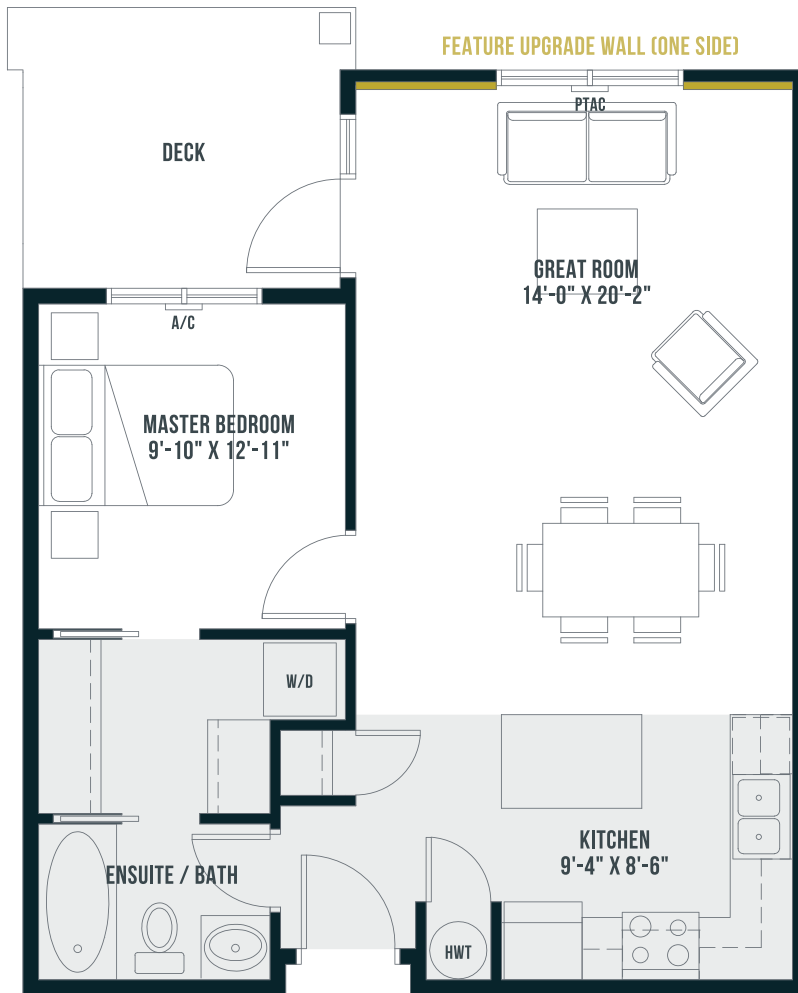 FEATURE UPGRADE WALL (ONE SIDE)
PTAC
DECK
GREAT ROOM
14'-0" X 20'-2"
A/C
MASTER BEDROOM
9'-10" X 12'-11"
W/D
KITCHEN
9'-4" X 8'-6"
ENSUITE / BATH
HWT